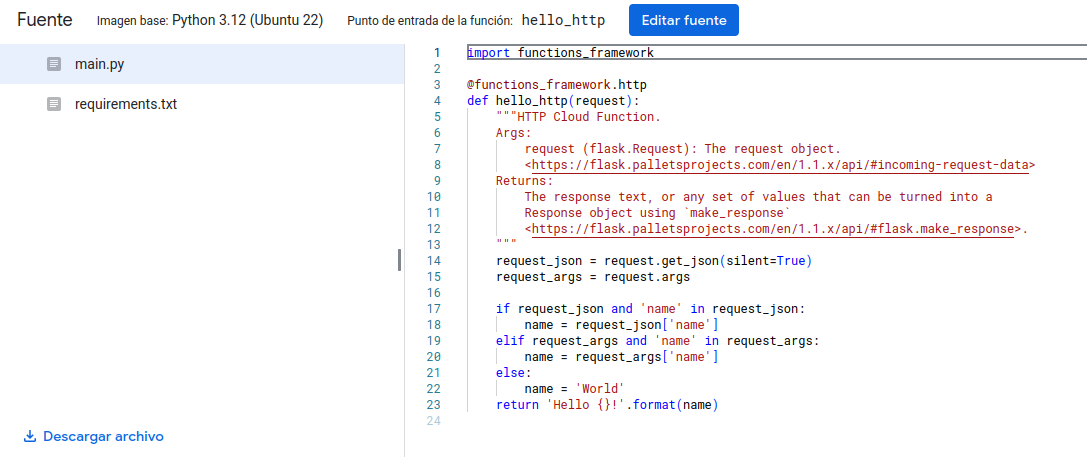 Fuente Imagen base: Python 3.12 (Ubuntu 22) Punto de entrada de la función: hello_http Editar fuente
main.py
requirements.txt
Descargar archivo
1 import functions_framework
2
3 @functions_framework.http
4 def hello_http(request):
5 """HTTP Cloud Function.
6 Args:
7 request (flask.Request): The request object.
8 <https://flask.palletsprojects.com/en/1.1.x/api/#incoming-request-data>
9 Returns:
10 The response text, or any set of values that can be turned into a
11 Response object using `make_response`
12 <https://flask.palletsprojects.com/en/1.1.x/api/#flask.make_response>.
13 """
14 request_json = request.get_json(silent=True)
15 request_args = request.args
16
17 if request_json and 'name' in request_json:
18 name = request_json['name']
19 elif request_args and 'name' in request_args:
20 name = request_args['name']
21 else:
22 name = 'World'
23 return 'Hello {}!'.format(name)
24